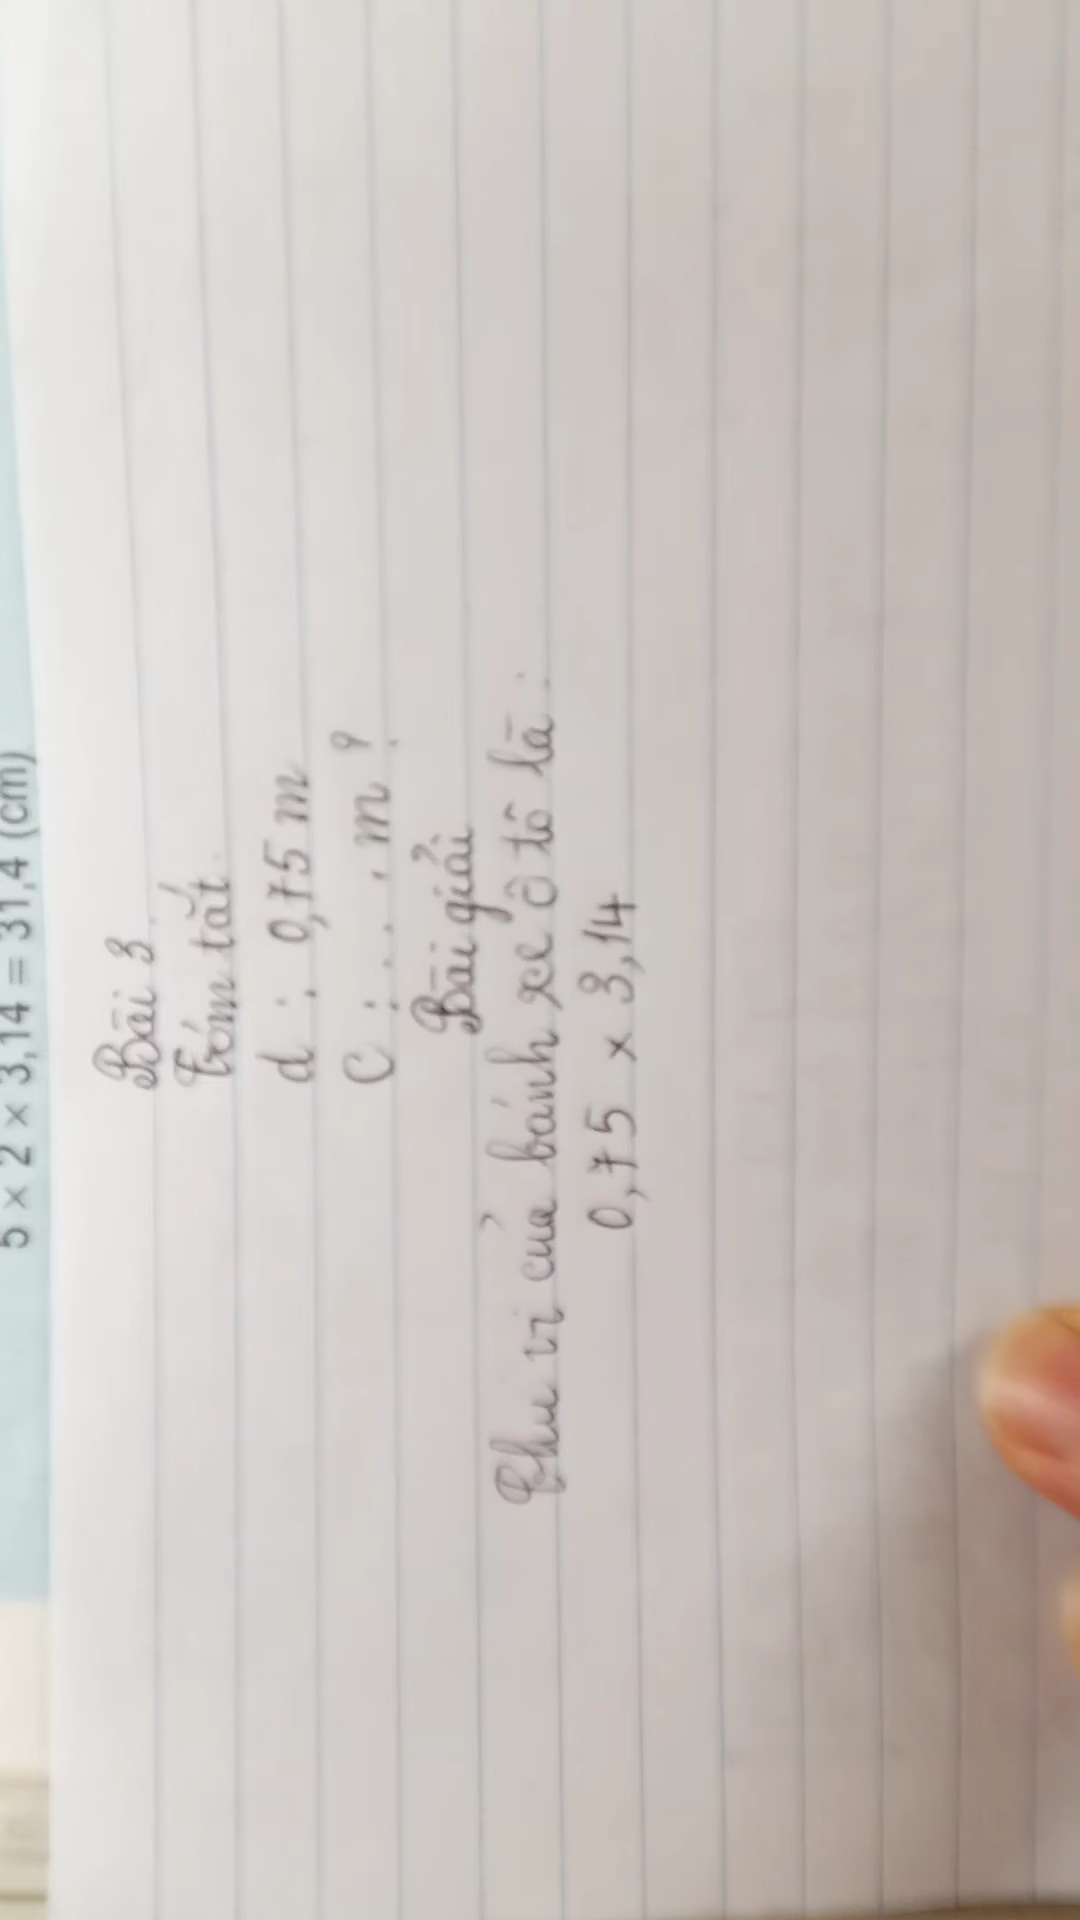 5 × 2 × 3,14 = 31,4 (cm)
Bài 3
Tóm tắt
d : 0,75 m
C : . . . . m ?
Bài giải
Chu vi của bánh xe ô tô là :
0,75 × 3,14